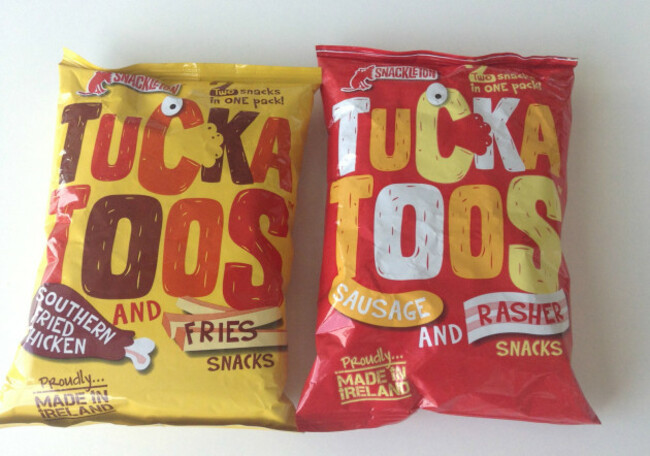 SNACKLETON
Two snacks
in ONE pack!
TUCKA
TOOS
SOUTHERN
FRIED
CHICKEN
AND
FRIES
SNACKS
Proudly...
MADE IN
IRELAND
SNACKLETON
Two snacks
in ONE pack!
TUCKA
TOOS
SAUSAGE
AND
RASHER
SNACKS
Proudly...
MADE IN
IRELAND